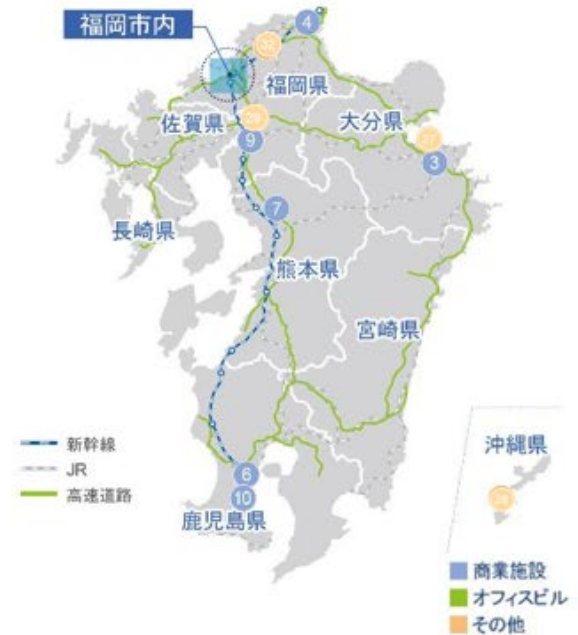 福岡市内
4
32
福岡県
佐賀県
29
大分県
9
3
7
長崎県
熊本県
宮崎県
新幹線
JR
高速道路
6
10
鹿児島県
沖縄県
商業施設
オフィスビル
その他